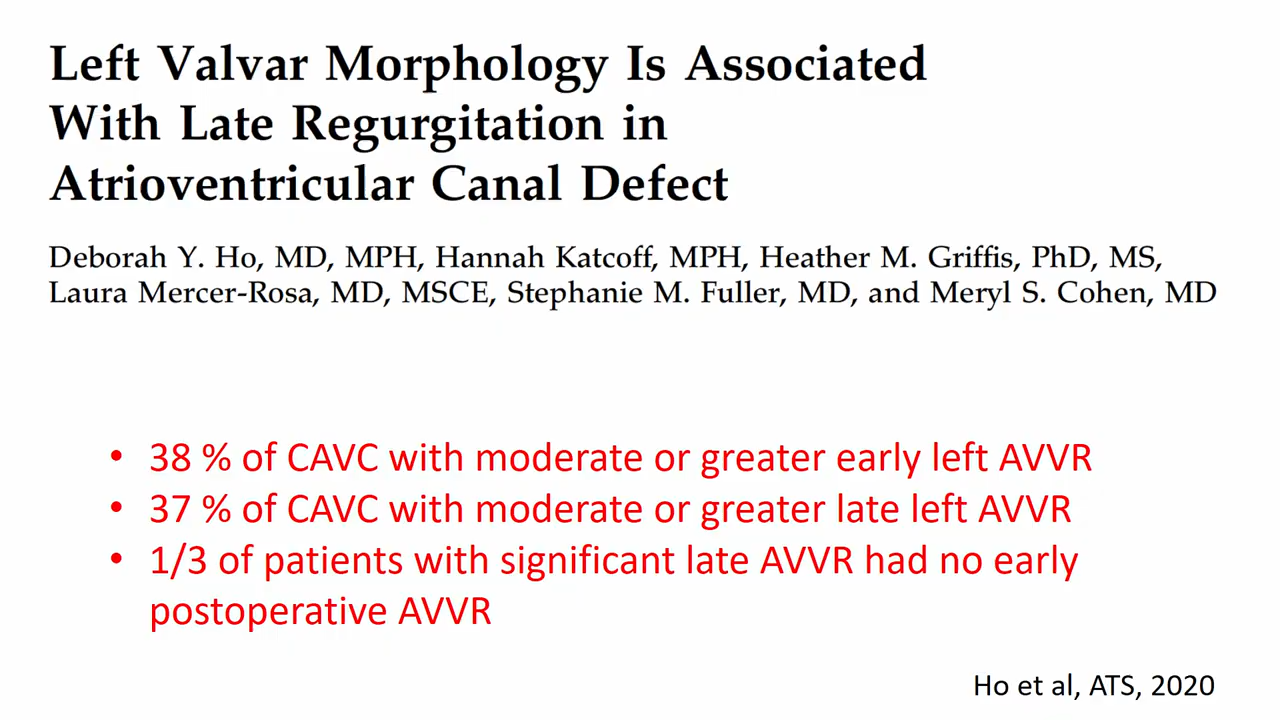 Left Valvar Morphology Is Associated
With Late Regurgitation in
Atrioventricular Canal Defect
Deborah Y. Ho, MD, MPH, Hannah Katcoff, MPH, Heather M. Griffis, PhD, MS,
Laura Mercer-Rosa, MD, MSCE, Stephanie M. Fuller, MD, and Meryl S. Cohen, MD
• 38 % of CAVC with moderate or greater early left AVVR
• 37 % of CAVC with moderate or greater late left AVVR
• 1/3 of patients with significant late AVVR had no early
postoperative AVVR
Ho et al, ATS, 2020